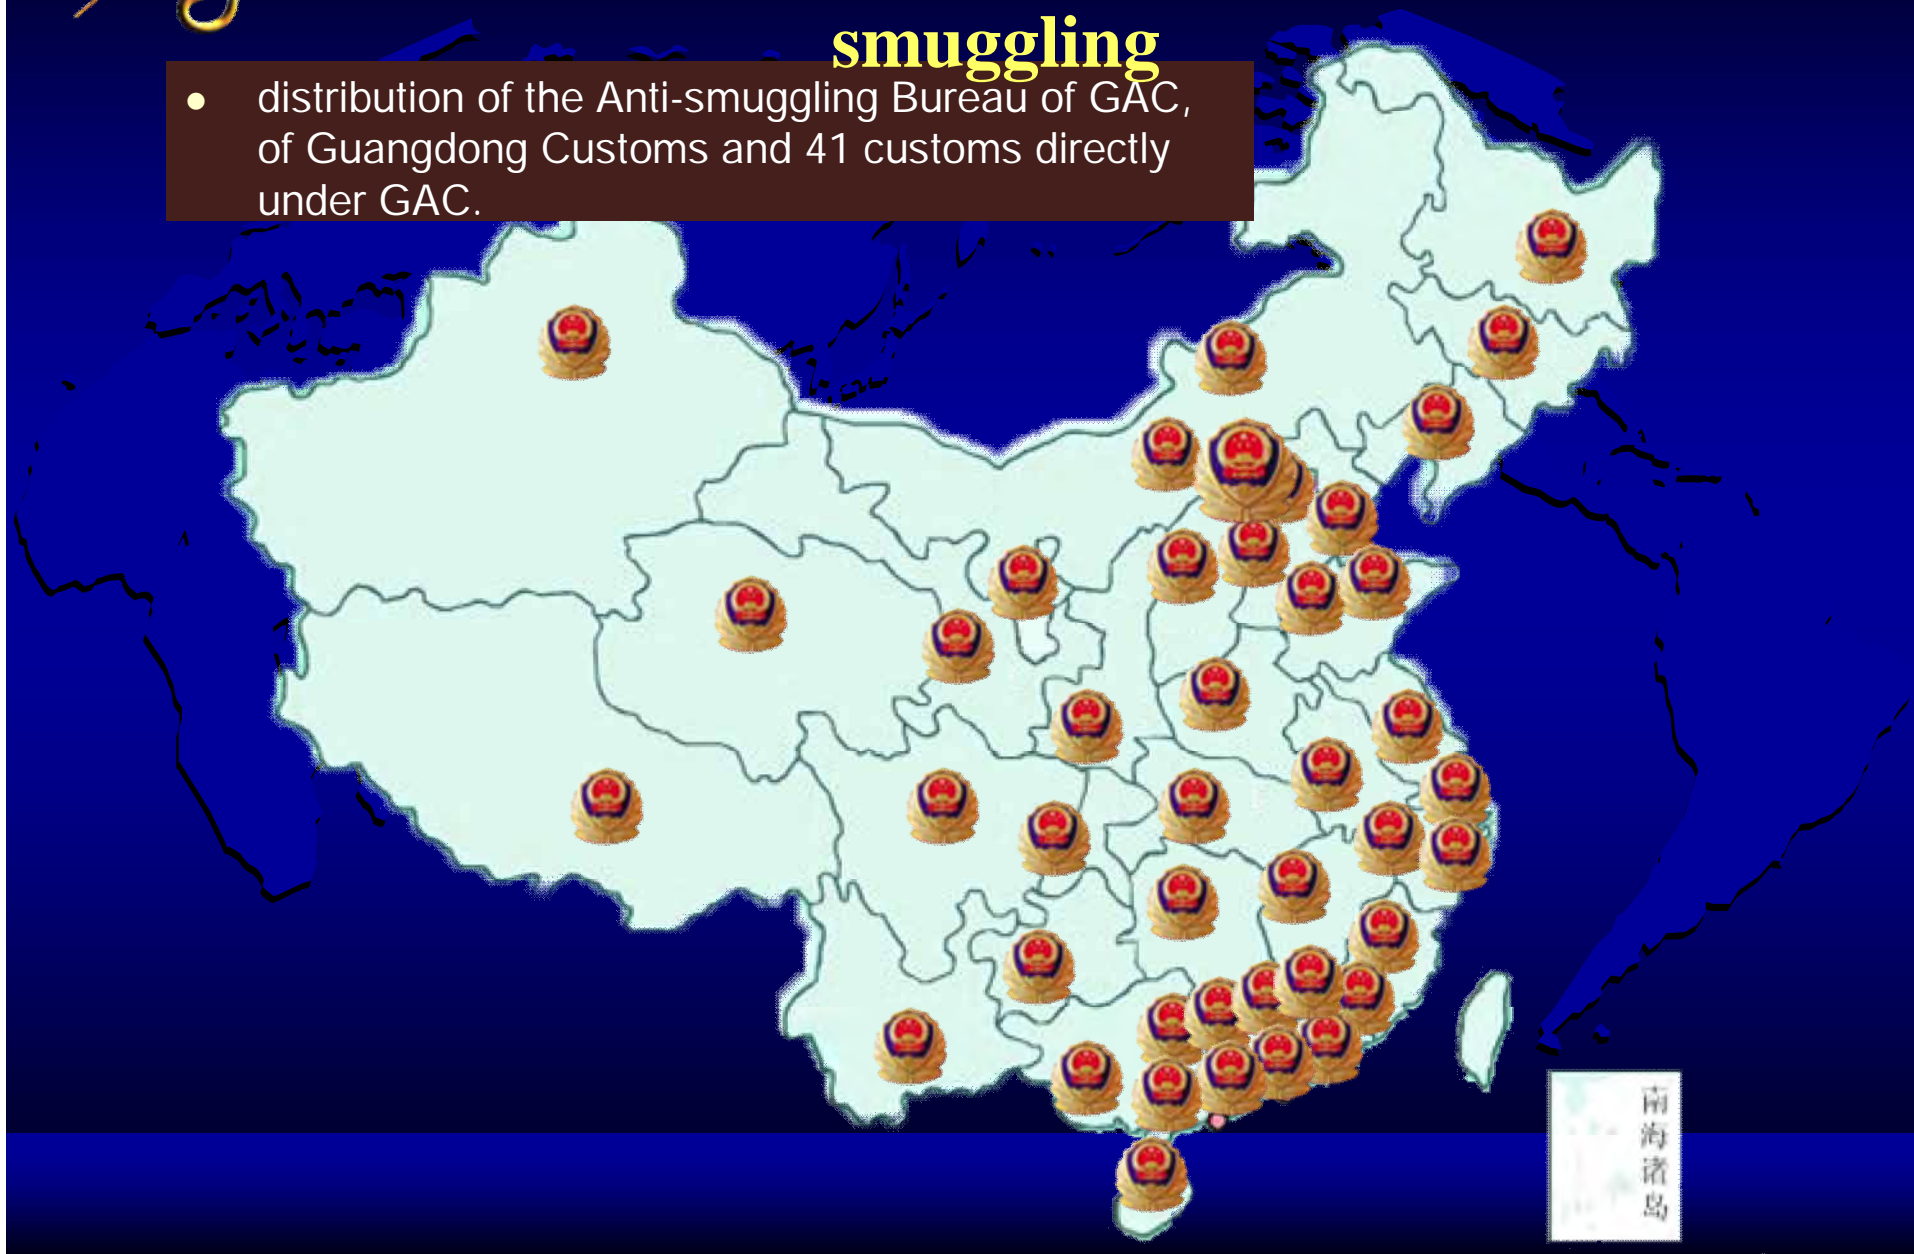 smuggling
● distribution of the Anti-smuggling Bureau of GAC,
of Guangdong Customs and 41 customs directly
under GAC.
南海诸岛